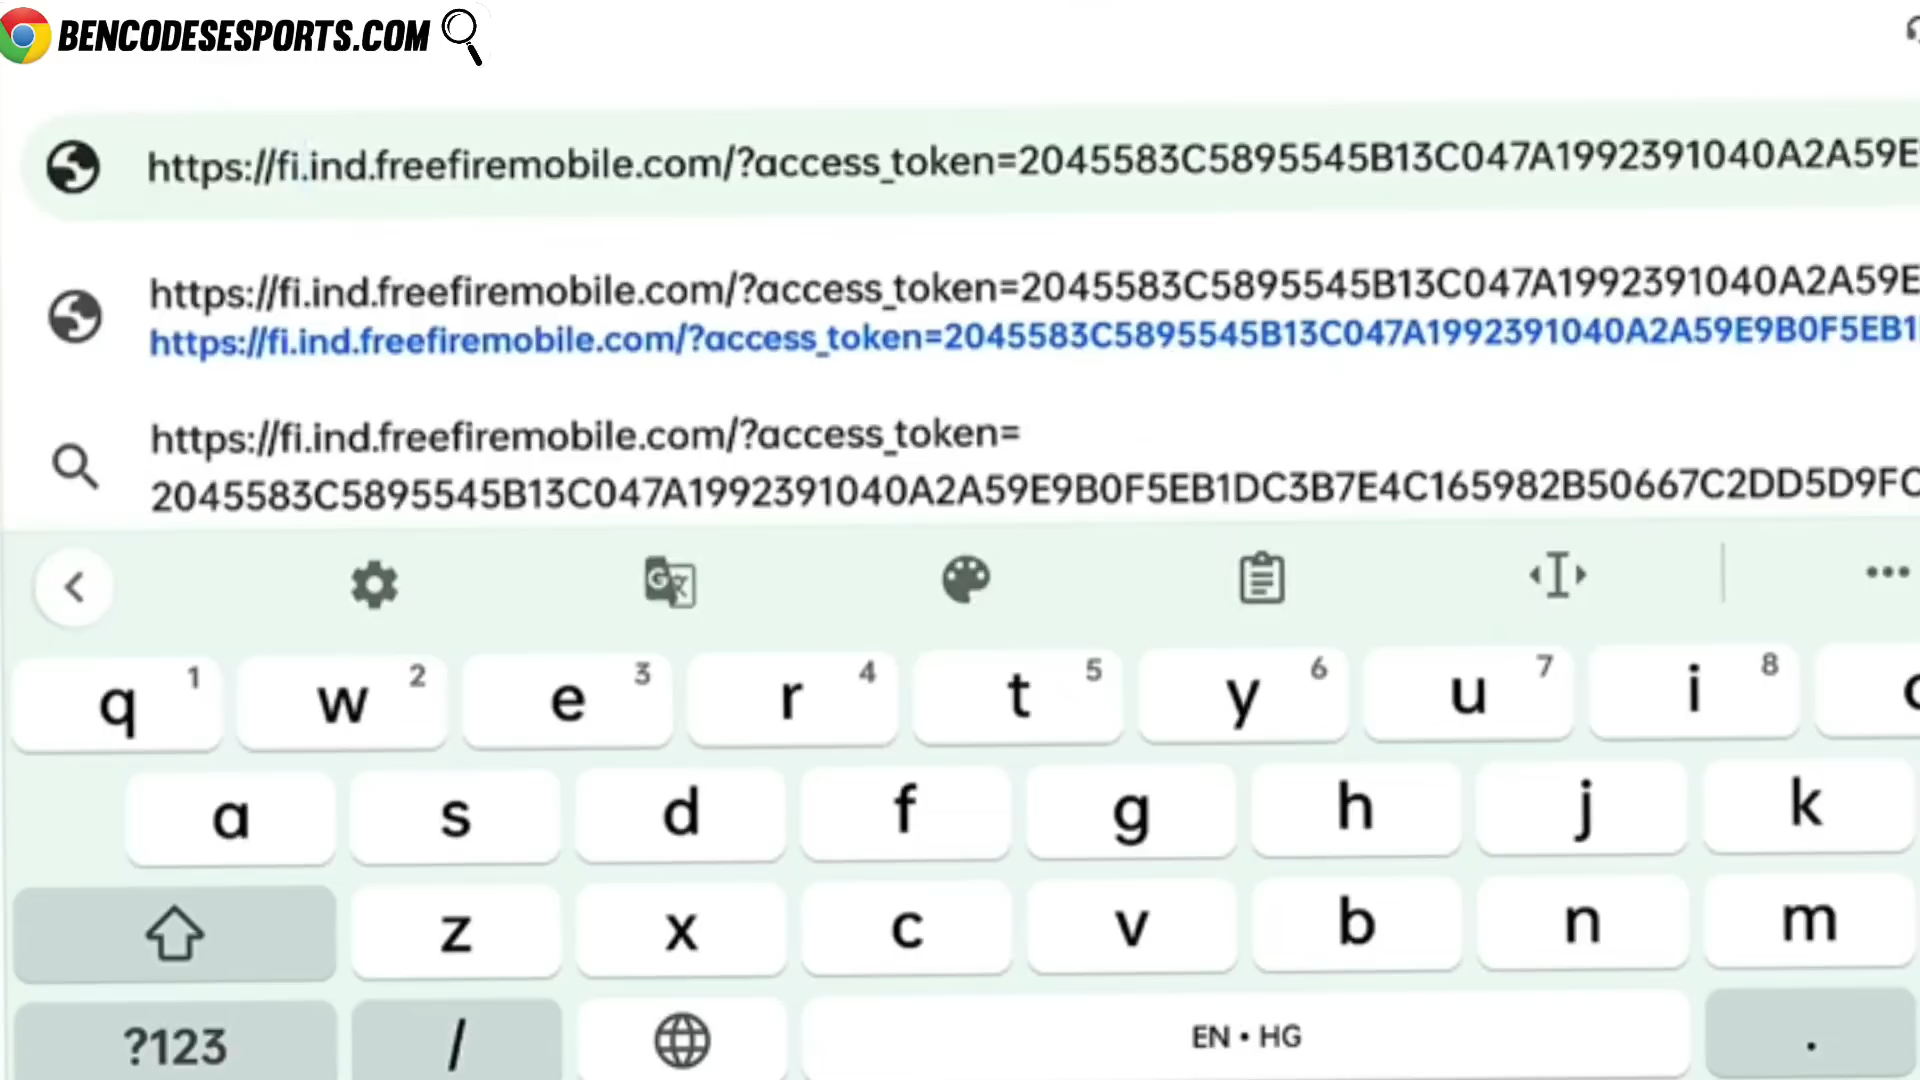 BENCODESESPORTS.COM
https://fi.ind.freefiremobile.com/?access_token=2045583C5895545B13C047A1992391040A2A59E
https://fi.ind.freefiremobile.com/?access_token=2045583C5895545B13C047A1992391040A2A59E
https://fi.ind.freefiremobile.com/?access_token=2045583C5895545B13C047A1992391040A2A59E9B0F5EB1
https://fi.ind.freefiremobile.com/?access_token=
2045583C5895545B13C047A1992391040A2A59E9B0F5EB1DC3B7E4C165982B50667C2DD5D9FC
q 1 w 2 e 3 r 4 t 5 y 6 u 7 i 8
a s d f g h j k
z x c v b n m
?123 / EN • HG .